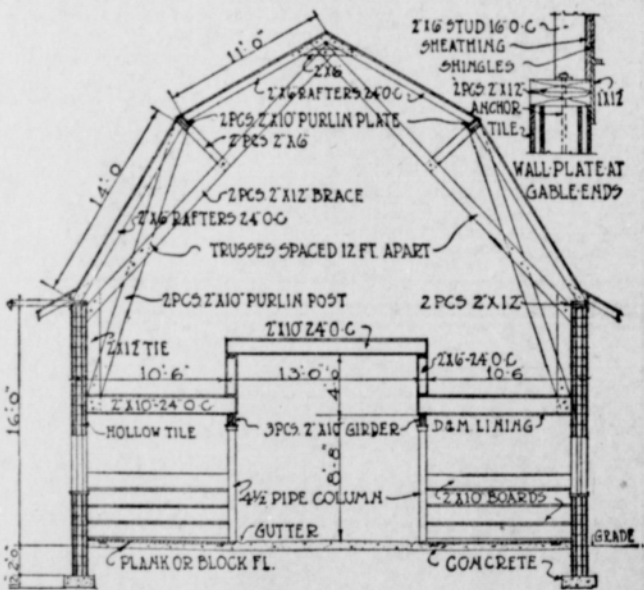 11'-0"
2"X6" STUD 16"O-C
SHEATHING
SHINGLES
2"PCS. 2"X12"
ANCHOR
TILE
1"X12"
WALL-PLATE AT
GABLE-ENDS
2"X6"
2"X6" RAFTERS 24"O-C
2 PCS 2"X10" PURLIN PLATE
2 PCS 2"X6"
14'-0
2 PCS 2"X12" BRACE
2"X6" RAFTERS 24"O-C
TRUSSES SPACED 12 FT. APART
2 PCS. 2"X10" PURLIN POST
2 PCS. 2"X12"
2"X10" 24"O-C
2"X12" TIE
2"X6"-24"O-C
10'-6"
13'-0"
10-6
16'-0"
2"X10"-24"O-C
HOLLOW TILE
3 PCS. 2"X10" GIRDER
D&M. LINING
8'-8"
4½ PIPE COLUMN
2"X10" BOARDS
GUTTER
GRADE
PLANK OR BLOCK FL.
CONCRETE